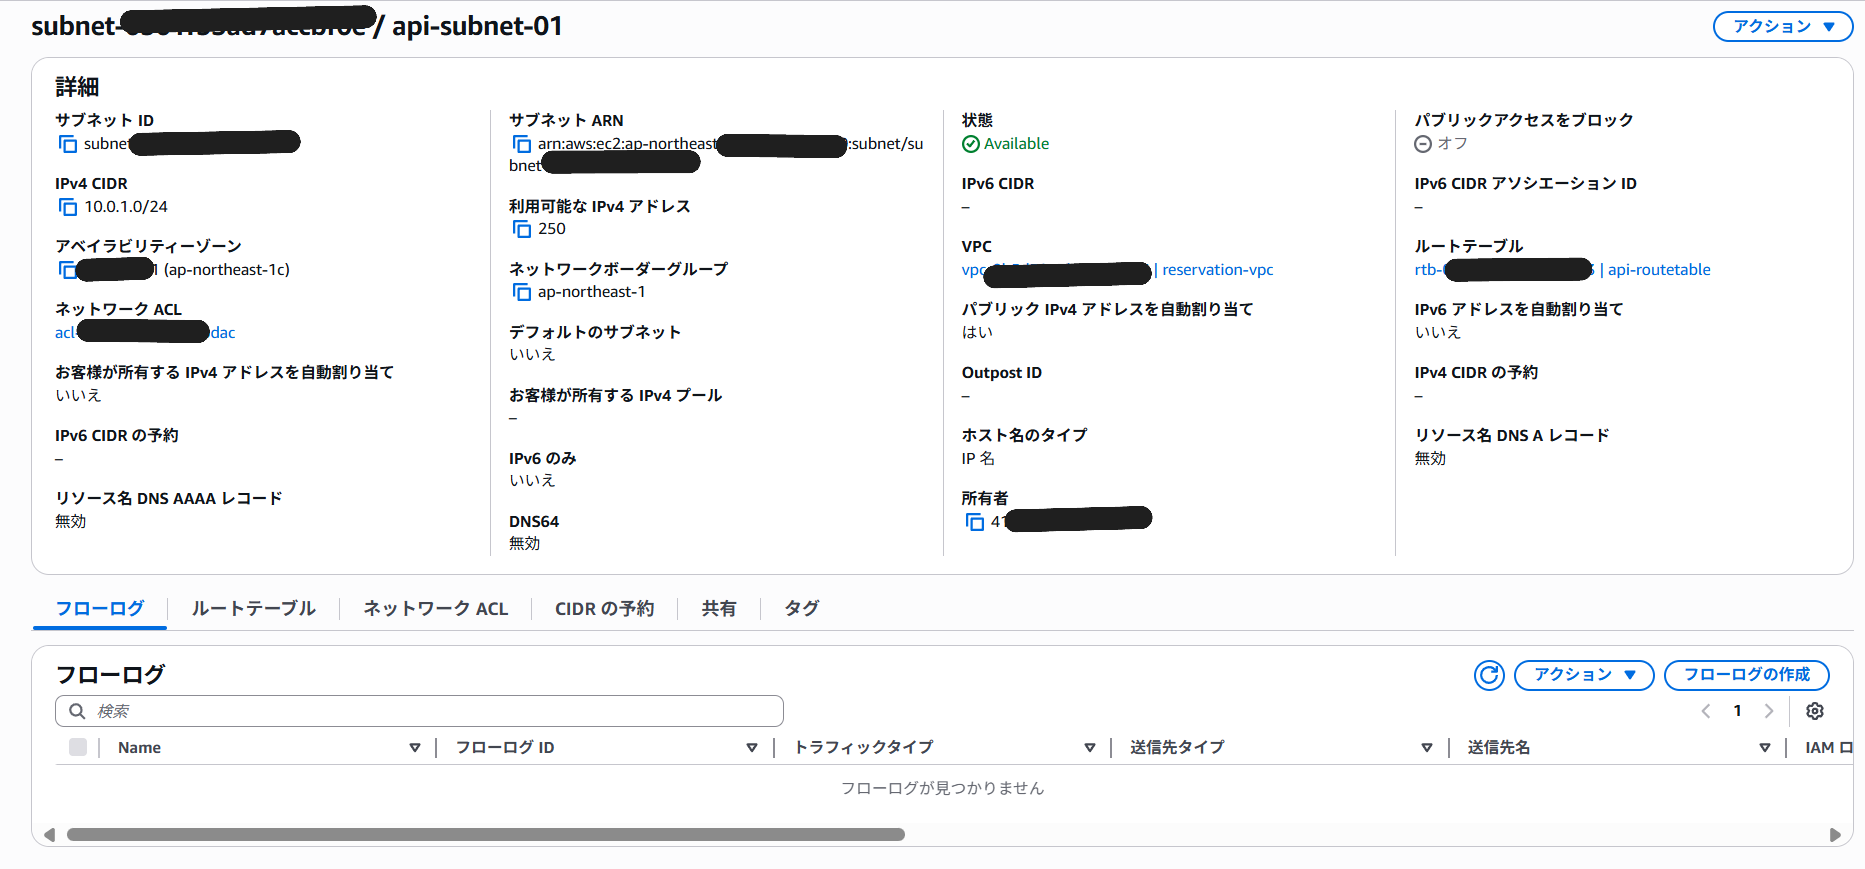 subnet- / api-subnet-01
アクション
詳細
サブネット ID
subnet
IPv4 CIDR
10.0.1.0/24
アベイラビリティーゾーン
(ap-northeast-1c)
ネットワーク ACL
acl dac
お客様が所有する IPv4 アドレスを自動割り当て
いいえ
IPv6 CIDR の予約
–
リソース名 DNS AAAA レコード
無効
サブネット ARN
arn:aws:ec2:ap-northeast :subnet/su
bnet
利用可能な IPv4 アドレス
250
ネットワークボーダーグループ
ap-northeast-1
デフォルトのサブネット
いいえ
お客様が所有する IPv4 プール
–
IPv6 のみ
いいえ
DNS64
無効
状態
Available
IPv6 CIDR
–
VPC
vpc | reservation-vpc
パブリック IPv4 アドレスを自動割り当て
はい
Outpost ID
–
ホスト名のタイプ
IP 名
所有者
41
パブリックアクセスをブロック
オフ
IPv6 CIDR アソシエーション ID
–
ルートテーブル
rtb- | api-routetable
IPv6 アドレスを自動割り当て
いいえ
IPv4 CIDR の予約
–
リソース名 DNS A レコード
無効
フローログ ルートテーブル ネットワーク ACL CIDR の予約 共有 タグ
フローログ
アクション フローログの作成
検索
1
Name フローログ ID トラフィックタイプ 送信先タイプ 送信先名 IAM ロ
フローログが見つかりません